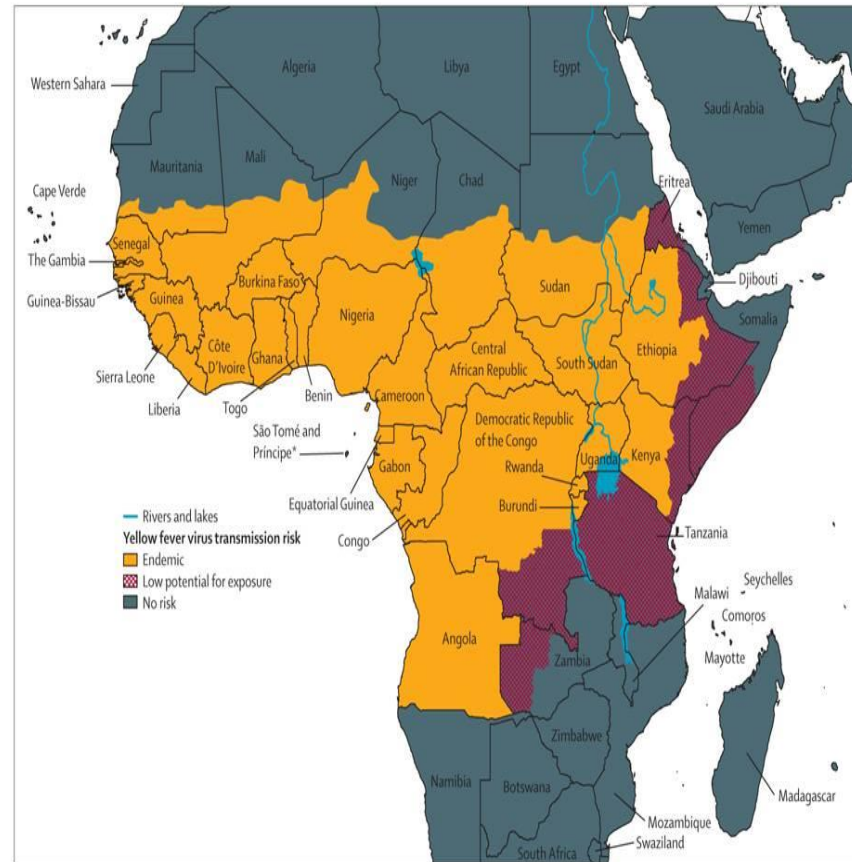 Western Sahara
Algeria
Libya
Egypt
Saudi Arabia
Mauritania
Mali
Niger
Chad
Eritrea
Cape Verde
Yemen
Senegal
The Gambia
Guinea-Bissau
Guinea
Burkina Faso
Nigeria
Sudan
Djibouti
Somalia
Côte
D'Ivoire
Ghana
Sierra Leone
Liberia
Togo
Benin
Cameroon
Central
African Republic
South Sudan
Ethiopia
São Tomé and
Príncipe*
Democratic Republic
of the Congo
Gabon
Uganda
Kenya
Rwanda
Equatorial Guinea
Burundi
Congo
Tanzania
Rivers and lakes
Yellow fever virus transmission risk
Endemic
Low potential for exposure
No risk
Malawi
Seychelles
Comoros
Mayotte
Angola
Zambia
Zimbabwe
Namibia
Botswana
Madagascar
Mozambique
Swaziland
South Africa